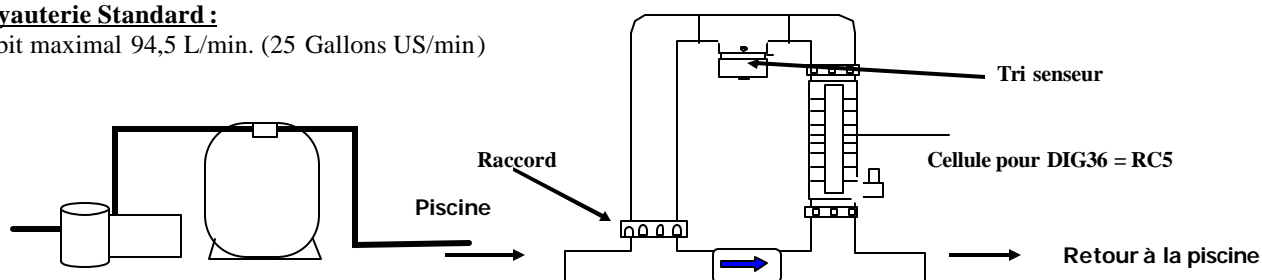 yauterie Standard :
bit maximal 94,5 L/min. (25 Gallons US/min)
Tri senseur
Raccord
Cellule pour DIG36 = RC5
Piscine
Retour à la piscine